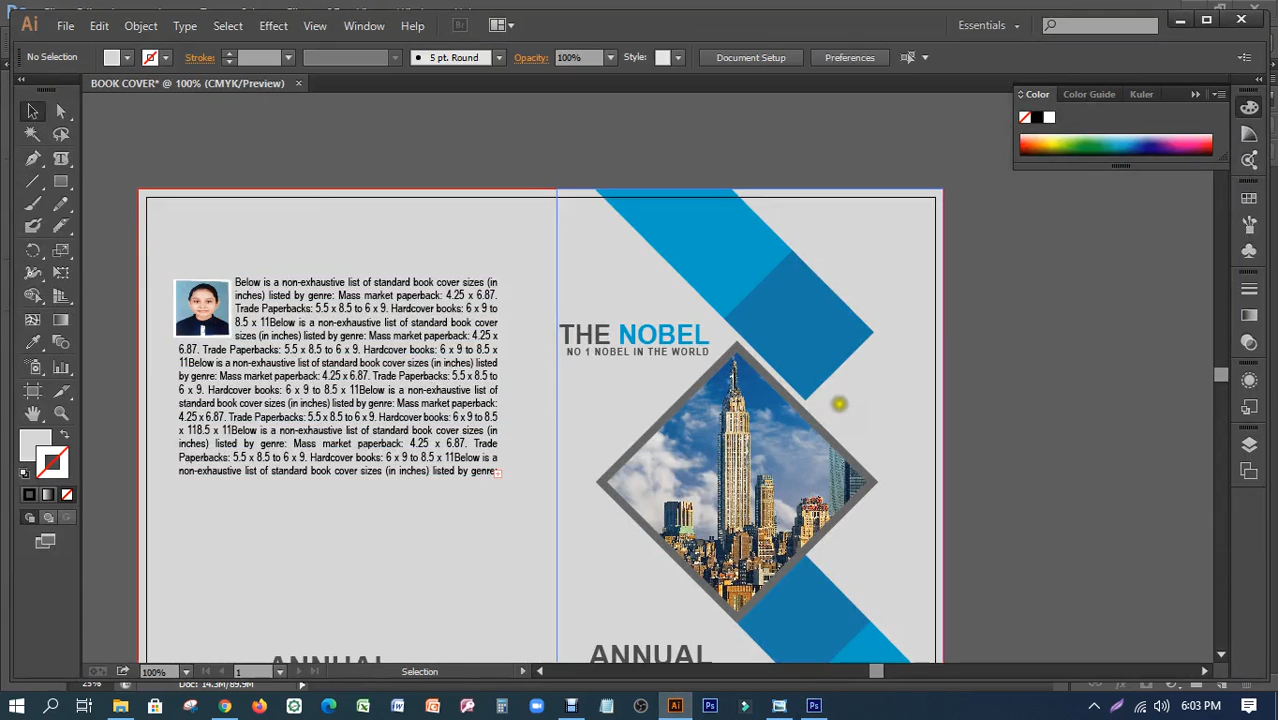 Ai File Edit Object Type Select Effect View Window Help Br Essentials
No Selection Stroke: 5 pt. Round Opacity: 100% Style: Document Setup Preferences
BOOK COVER* @ 100% (CMYK/Preview)
Color Color Guide Kuler
Below is a non-exhaustive list of standard book cover sizes (in
inches) listed by genre: Mass market paperback: 4.25 x 6.87.
Trade Paperbacks: 5.5 x 8.5 to 6 x 9. Hardcover books: 6 x 9 to
8.5 x 11Below is a non-exhaustive list of standard book cover
sizes (in inches) listed by genre: Mass market paperback: 4.25 x
6.87. Trade Paperbacks: 5.5 x 8.5 to 6 x 9. Hardcover books: 6 x 9 to 8.5 x
11Below is a non-exhaustive list of standard book cover sizes (in inches) listed
by genre: Mass market paperback: 4.25 x 6.87. Trade Paperbacks: 5.5 x 8.5 to
6 x 9. Hardcover books: 6 x 9 to 8.5 x 11Below is a non-exhaustive list of
standard book cover sizes (in inches) listed by genre: Mass market paperback:
4.25 x 6.87. Trade Paperbacks: 5.5 x 8.5 to 6 x 9. Hardcover books: 6 x 9 to 8.5
x 118.5 x 11Below is a non-exhaustive list of standard book cover sizes (in
inches) listed by genre: Mass market paperback: 4.25 x 6.87. Trade
Paperbacks: 5.5 x 8.5 to 6 x 9. Hardcover books: 6 x 9 to 8.5 x 11Below is a
non-exhaustive list of standard book cover sizes (in inches) listed by genre:
THE NOBEL
NO 1 NOBEL IN THE WORLD
ANNUAL
ANNUAL
100% 1 Selection
25% Doc: 14.3M/89.9M
6:03 PM